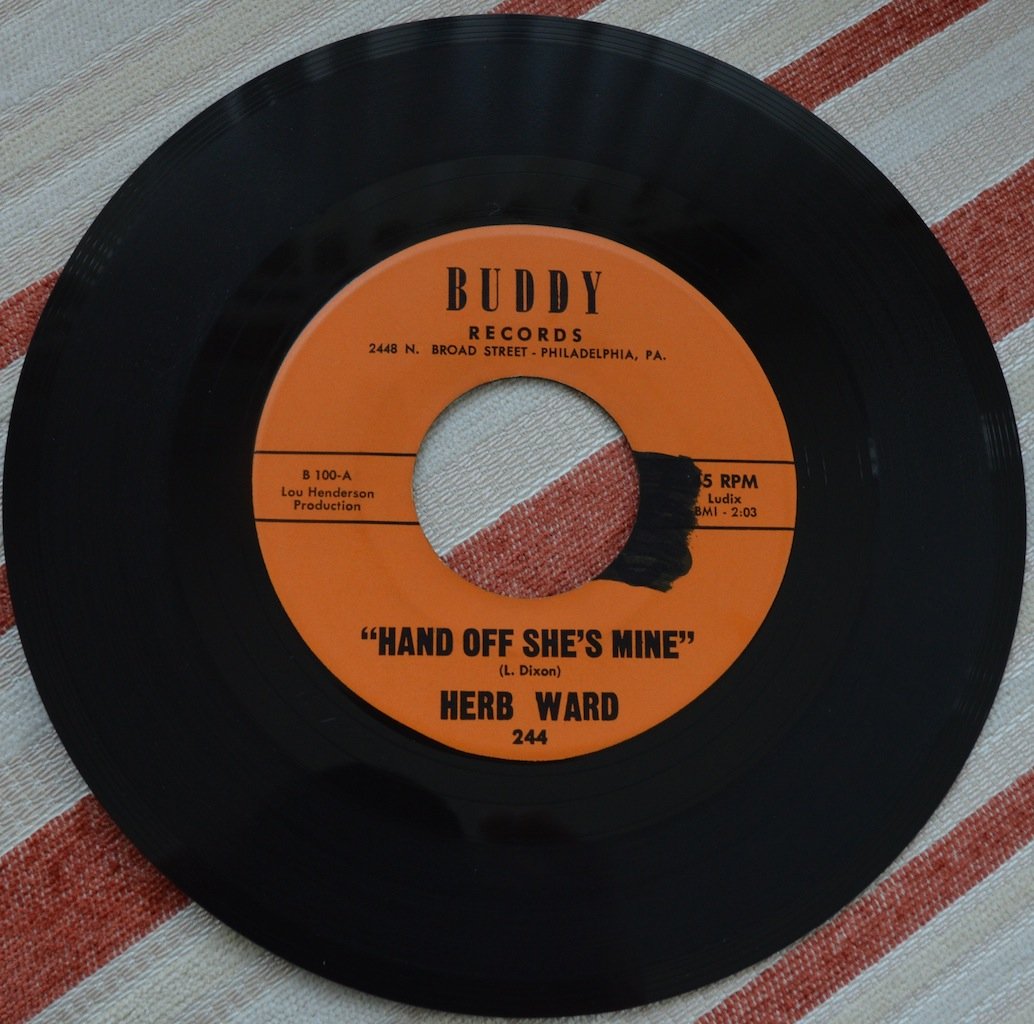 BUDDY
RECORDS
2448 N. BROAD STREET - PHILADELPHIA, PA.
B 100-A
Lou Henderson
Production
5 RPM
Ludix
BMI - 2:03
"HAND OFF SHE'S MINE"
(L. Dixon)
HERB WARD
244